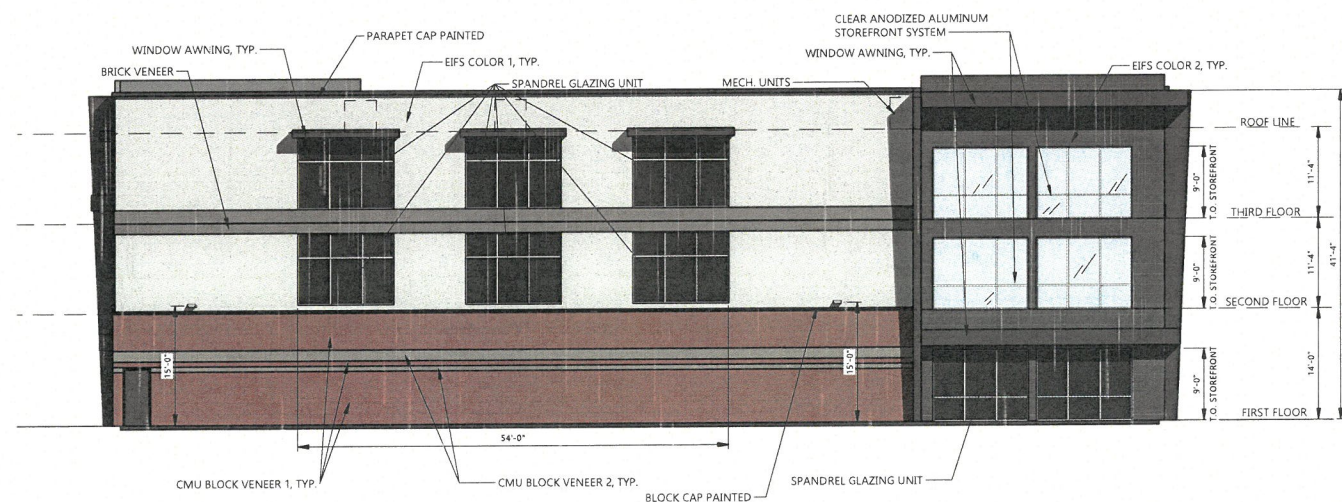 CLEAR ANODIZED ALUMINUM
STOREFRONT SYSTEM
PARAPET CAP PAINTED
WINDOW AWNING, TYP.
WINDOW AWNING, TYP.
EIFS COLOR 1, TYP.
EIFS COLOR 2, TYP.
BRICK VENEER
SPANDREL GLAZING UNIT
MECH. UNITS
ROOF LINE
9'-0"
T.O. STOREFRONT
11'-4"
THIRD FLOOR
9'-0"
T.O. STOREFRONT
11'-4"
41'-4"
SECOND FLOOR
15'-0"
15'-0"
9'-0"
T.O. STOREFRONT
14'-0"
FIRST FLOOR
54'-0"
CMU BLOCK VENEER 1, TYP.
CMU BLOCK VENEER 2, TYP.
BLOCK CAP PAINTED
SPANDREL GLAZING UNIT